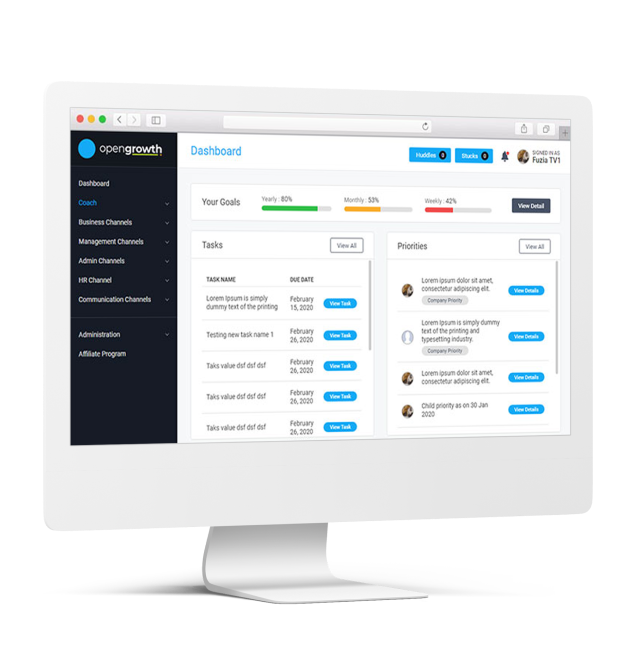 opengrowth
Dashboard
Huddles 0
Stucks 0
SIGNED IN AS
Fuzia TV1
Dashboard
Coach
Business Channels
Management Channels
Admin Channels
HR Channel
Communication Channels
Administration
Affiliate Program
Your Goals
Yearly : 80%
Monthly : 53%
Weekly : 42%
View Detail
Tasks
View All
TASK NAME
DUE DATE
Lorem Ipsum is simply
dummy text of the printing
February
15, 2020
View Task
Testing new task name 1
February
26, 2020
View Task
Taks value dsf dsf dsf
February
26, 2020
View Task
Taks value dsf dsf dsf
February
26, 2020
View Task
Taks value dsf dsf dsf
February
26, 2020
View Task
Priorities
View All
Lorem ipsum dolor sit amet,
consectetur adipiscing elit.
Company Priority
View Details
Lorem Ipsum is simply dummy
text of the printing and
typesetting industry.
Company Priority
View Details
Lorem ipsum dolor sit amet,
consectetur adipiscing elit.
View Details
Child priority as on 30 Jan
2020
View Details